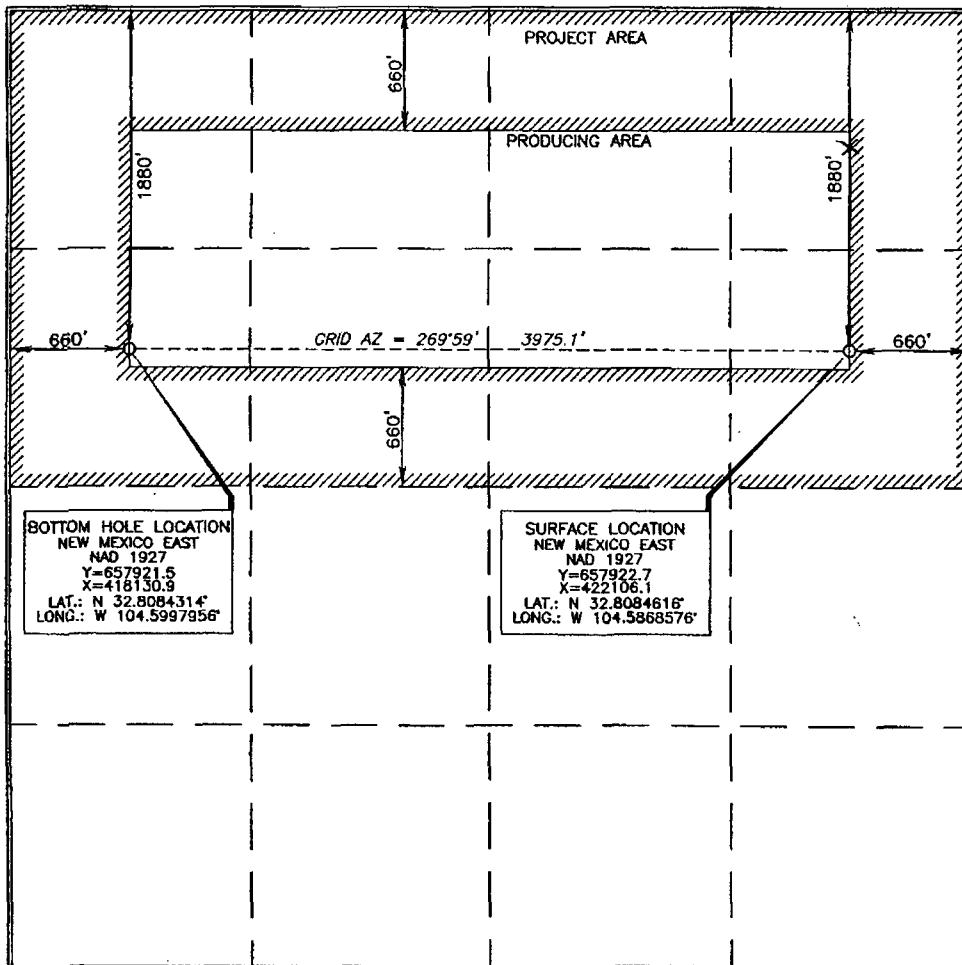 PROJECT AREA
660'
PRODUCING AREA
1880'
1880'
660'
GRID AZ = 269°59' 3975.1'
660'
660'
BOTTOM HOLE LOCATION
NEW MEXICO EAST
NAD 1927
Y=657921.5
X=418130.9
LAT.: N 32.8084314°
LONG.: W 104.5997956°
SURFACE LOCATION
NEW MEXICO EAST
NAD 1927
Y=657922.7
X=422106.1
LAT.: N 32.8084616°
LONG.: W 104.5868576°